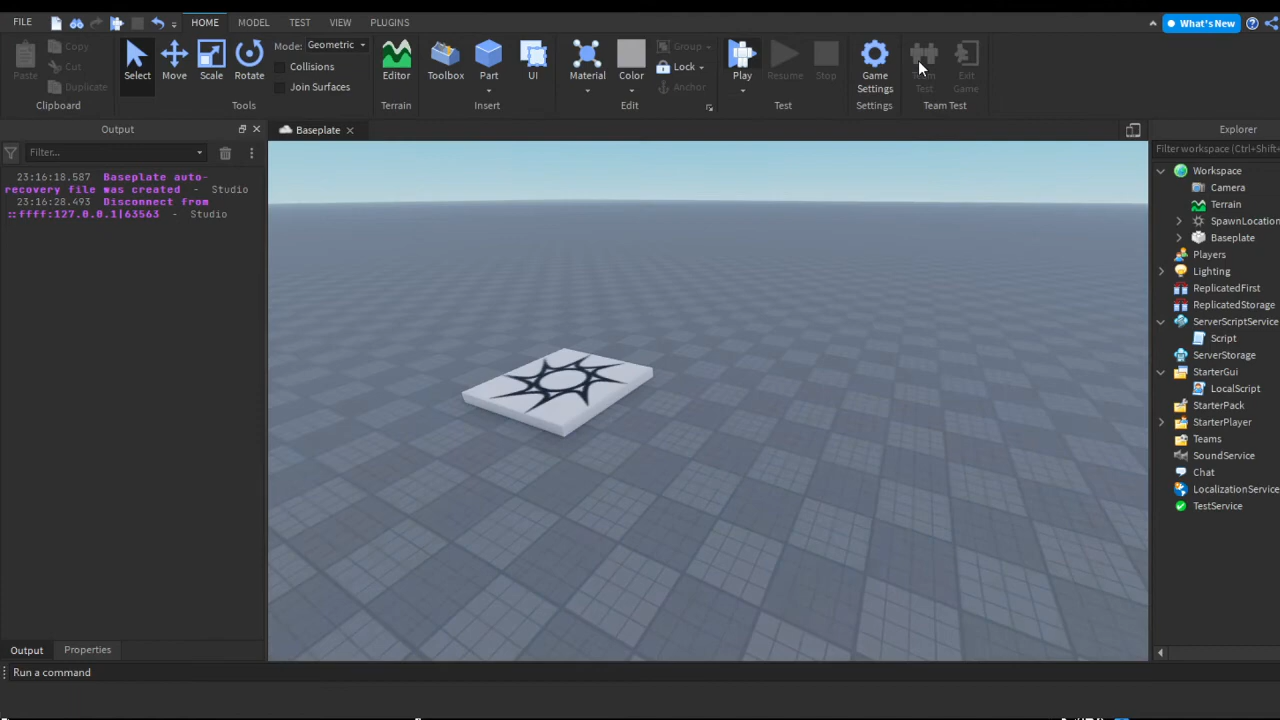 FILE HOME MODEL TEST VIEW PLUGINS What's New
Paste Copy Cut Duplicate
Clipboard
Select Move Scale Rotate
Mode: Geometric
Collisions
Join Surfaces
Tools
Editor
Terrain
Toolbox Part UI
Insert
Material Color
Group
Lock
Anchor
Edit
Play Resume Stop
Test
Game
Settings
Settings
Team
Test
Exit
Game
Team Test
Output
Filter...
23:16:18.587 Baseplate auto-
recovery file was created - Studio
23:16:28.493 Disconnect from
::ffff:127.0.0.1|63563 - Studio
Output Properties
Run a command
Baseplate
Explorer
Filter workspace (Ctrl+Shift+
Workspace
Camera
Terrain
SpawnLocation
Baseplate
Players
Lighting
ReplicatedFirst
ReplicatedStorage
ServerScriptService
Script
ServerStorage
StarterGui
LocalScript
StarterPack
StarterPlayer
Teams
SoundService
Chat
LocalizationService
TestService